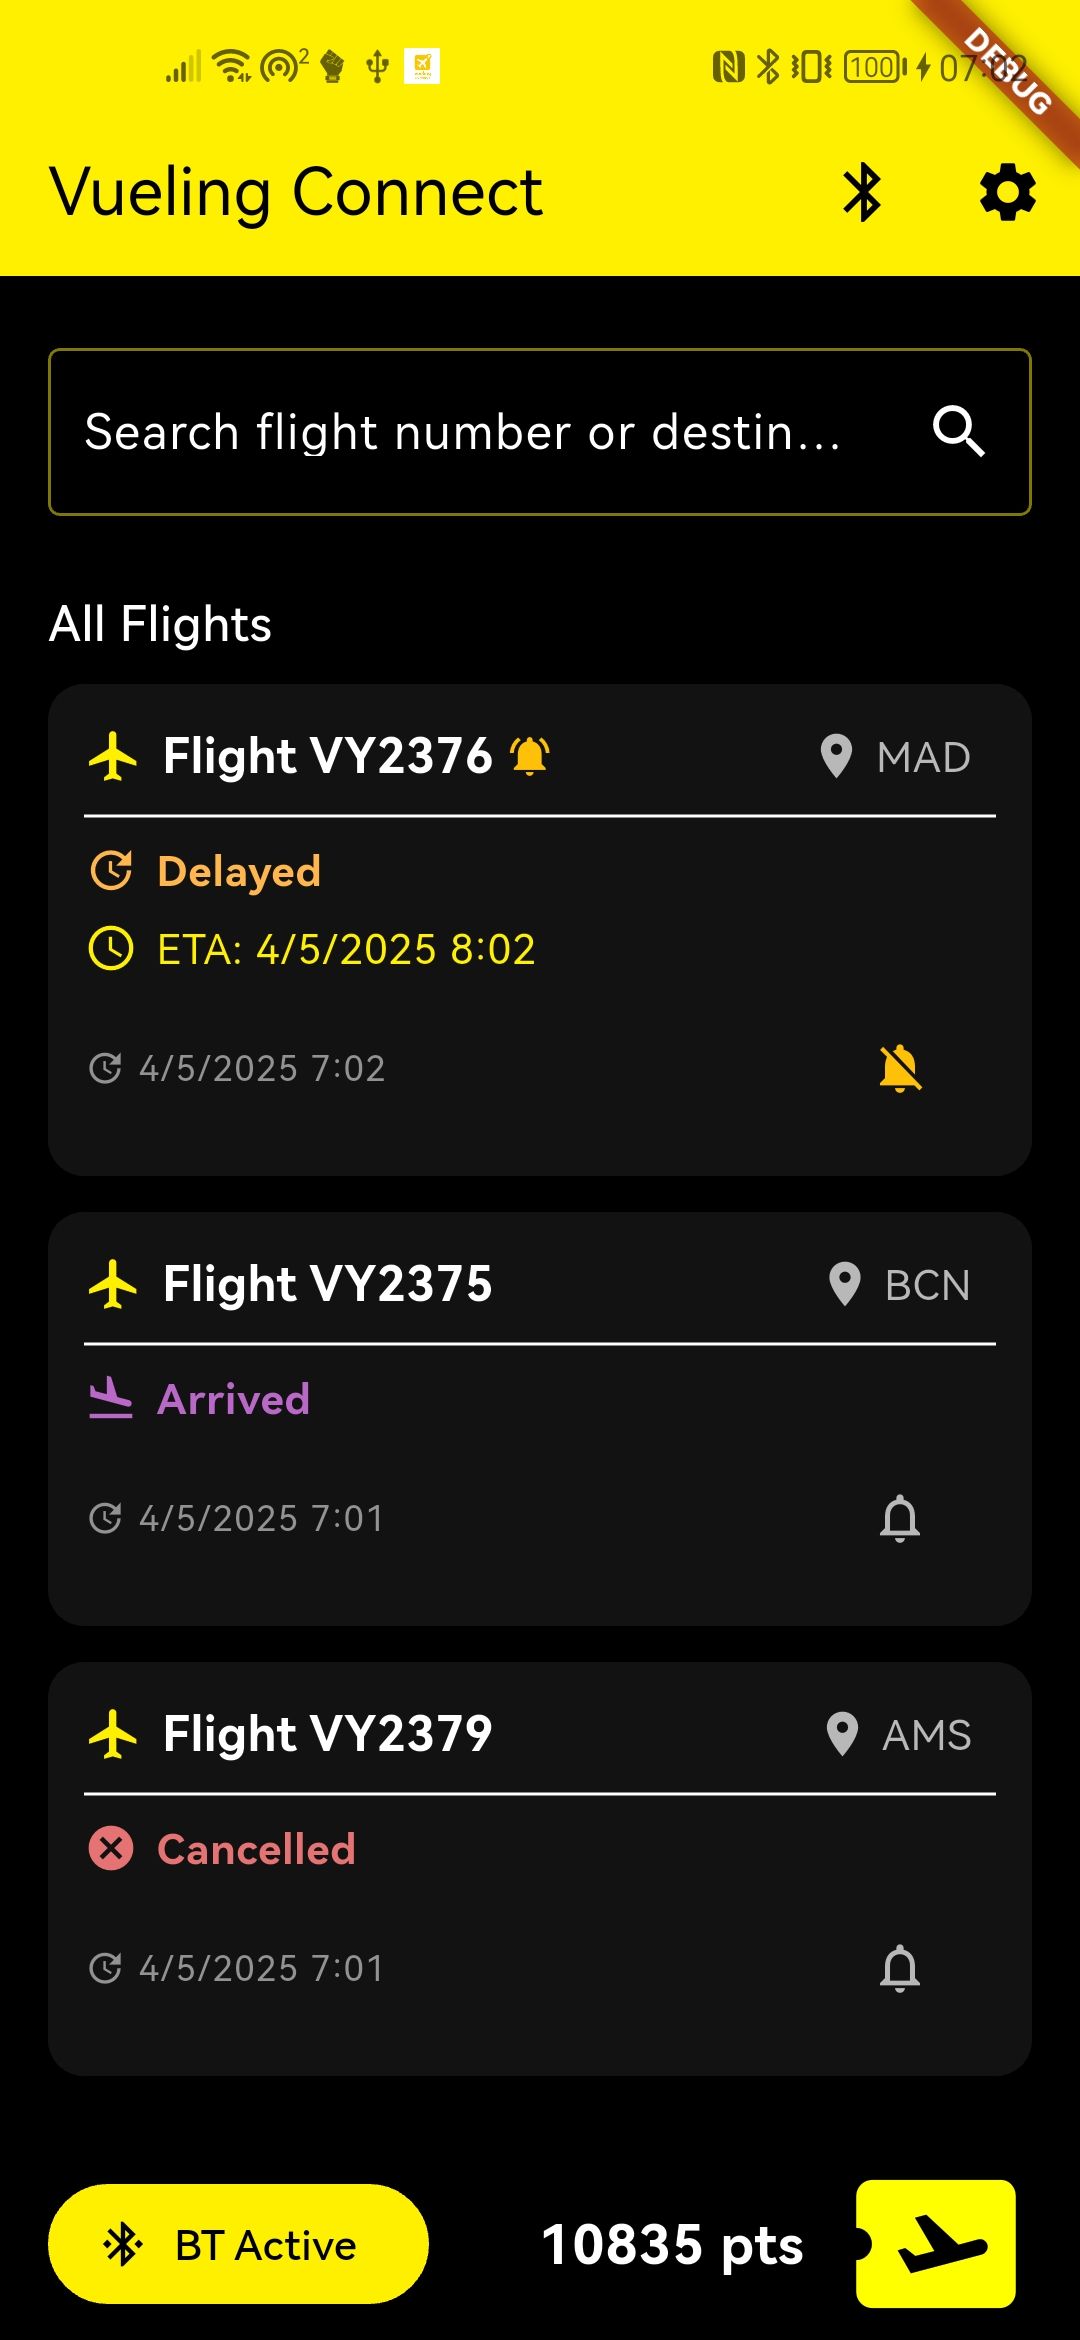 2
100
07:02
DEBUG
Vueling Connect
Search flight number or destin...
All Flights
Flight VY2376
MAD
Delayed
ETA: 4/5/2025 8:02
4/5/2025 7:02
Flight VY2375
BCN
Arrived
4/5/2025 7:01
Flight VY2379
AMS
Cancelled
4/5/2025 7:01
BT Active
10835 pts